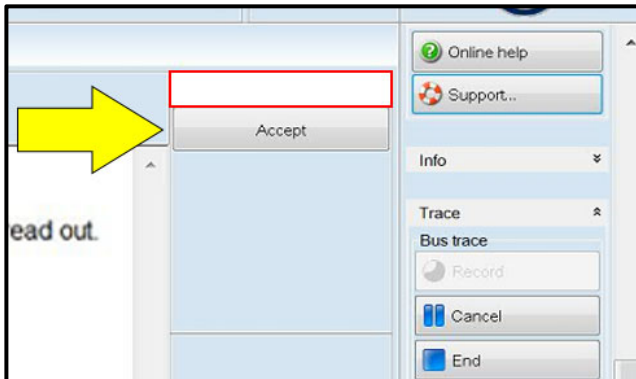 Online help
Support...
Accept
Info
Trace
ead out.
Bus trace
Record
Cancel
End